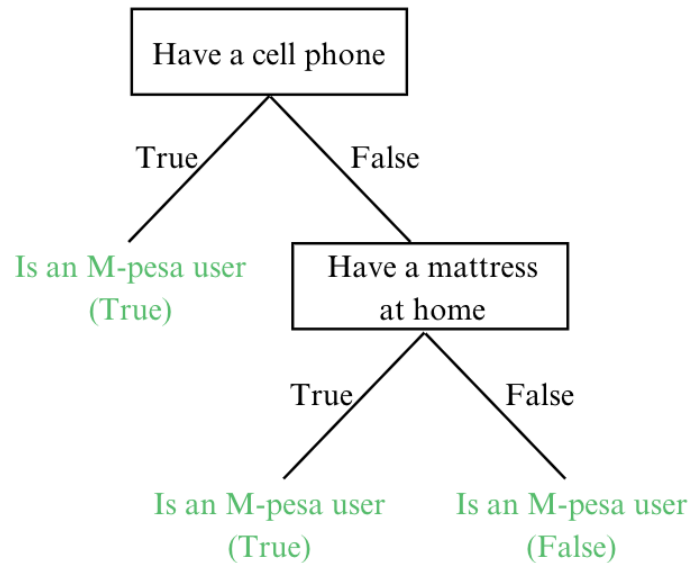 Have a cell phone
True
False
Is an M-pesa user
(True)
Have a mattress
at home
True
False
Is an M-pesa user
(True)
Is an M-pesa user
(False)